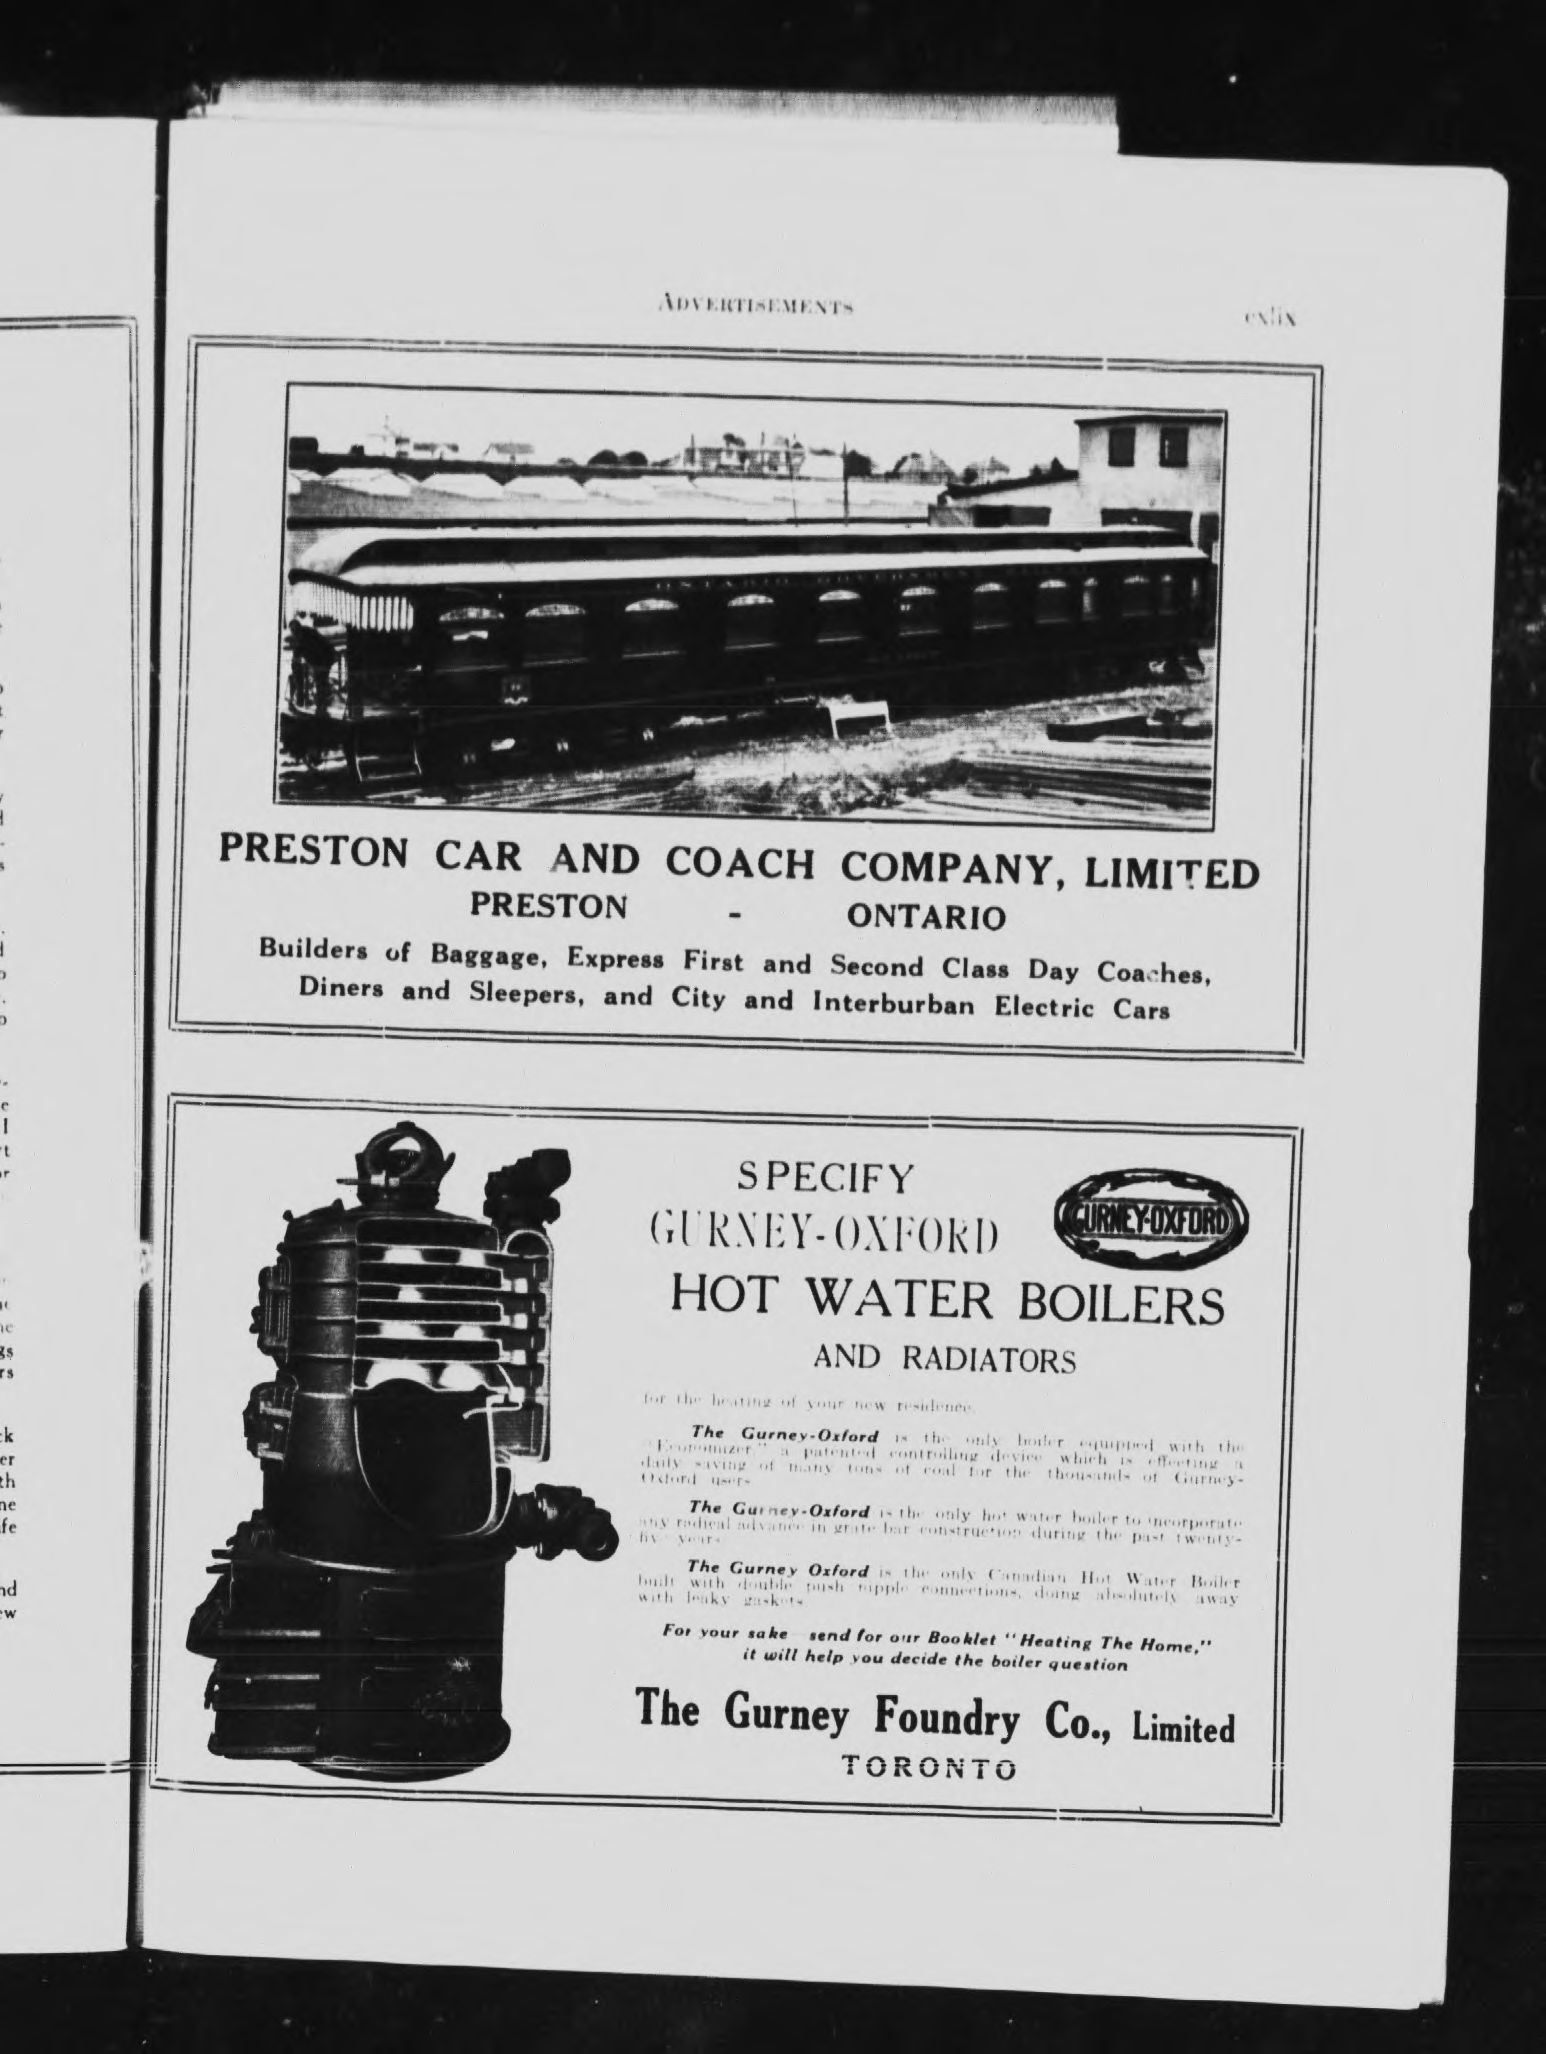 ADVERTISEMENTS
cxlix
ONTARIO GOVERNMENT
PRESTON CAR AND COACH COMPANY, LIMITED
PRESTON - ONTARIO
Builders of Baggage, Express First and Second Class Day Coaches,
Diners and Sleepers, and City and Interburban Electric Cars
SPECIFY
GURNEY-OXFORD
GURNEY-OXFORD
HOT WATER BOILERS
AND RADIATORS
for the heating of your new residence.
The Gurney-Oxford is the only boiler equipped with the
"Economizer," a patented controlling device which is effecting a
daily saving of many tons of coal for the thousands of Gurney-
Oxford users.
The Gurney-Oxford is the only hot water boiler to incorporate
any radical advance in grate bar construction during the past twenty-
five years.
The Gurney Oxford is the only Canadian Hot Water Boiler
built with double push nipple connections, doing absolutely away
with leaky gaskets.
For your sake send for our Booklet "Heating The Home,"
it will help you decide the boiler question
The Gurney Foundry Co., Limited
TORONTO